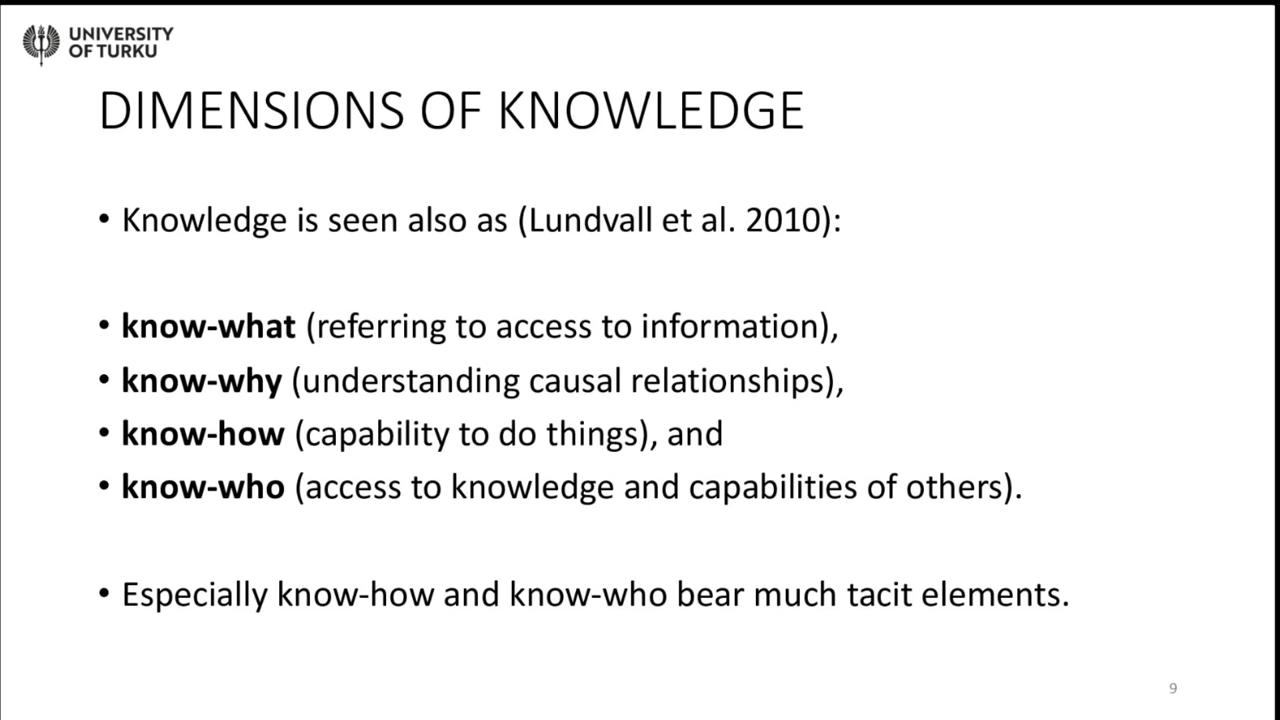 UNIVERSITY
OF TURKU
DIMENSIONS OF KNOWLEDGE
• Knowledge is seen also as (Lundvall et al. 2010):
• know-what (referring to access to information),
• know-why (understanding causal relationships),
• know-how (capability to do things), and
• know-who (access to knowledge and capabilities of others).
• Especially know-how and know-who bear much tacit elements.
9